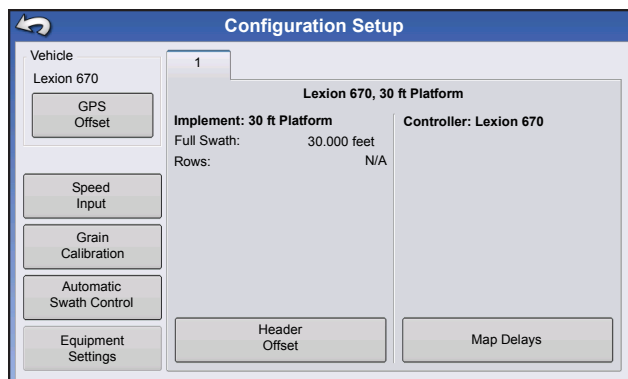 Configuration Setup
Vehicle
Lexion 670
GPS
Offset
Speed
Input
Grain
Calibration
Automatic
Swath Control
Equipment
Settings
1
Lexion 670, 30 ft Platform
Implement: 30 ft Platform
Full Swath: 30.000 feet
Rows: N/A
Header
Offset
Controller: Lexion 670
Map Delays